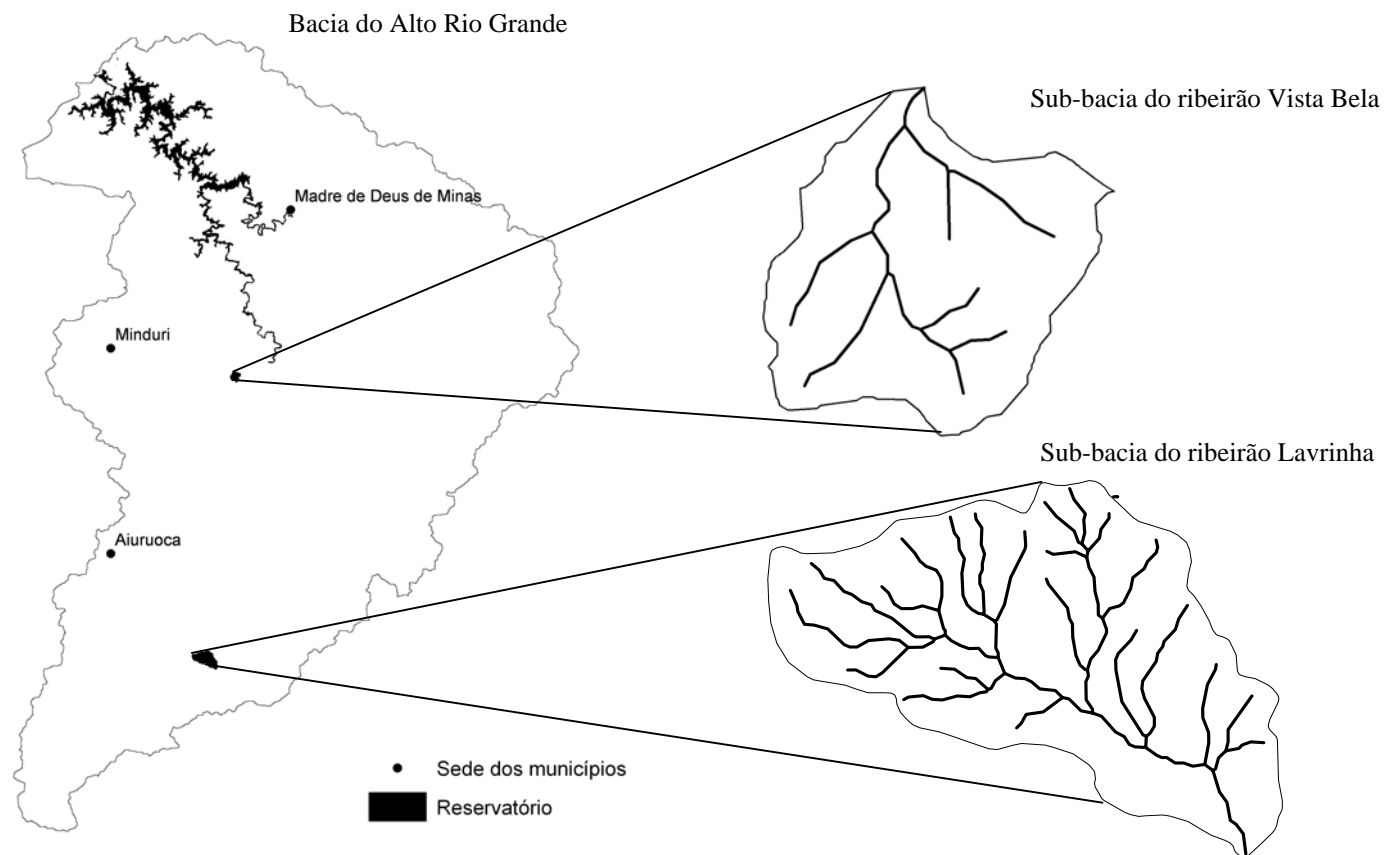 Bacia do Alto Rio Grande
Sub-bacia do ribeirão Vista Bela
Madre de Deus de Minas
Minduri
Sub-bacia do ribeirão Lavrinha
Aiuruoca
Sede dos municípios
Reservatório